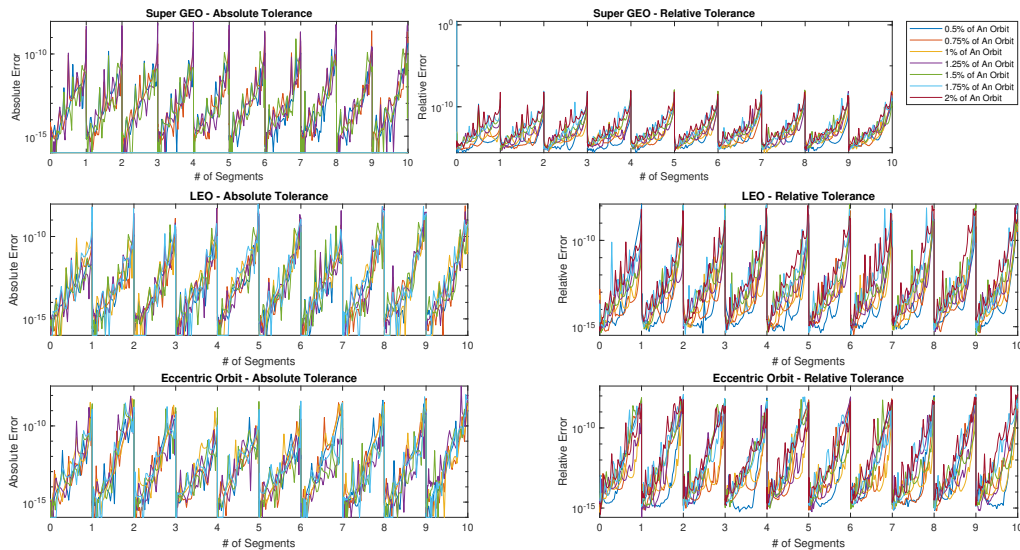 Super GEO - Absolute Tolerance
Absolute Error
10^-10
10^-15
0 1 2 3 4 5 6 7 8 9 10
# of Segments
Super GEO - Relative Tolerance
Relative Error
10^0
10^-10
0 1 2 3 4 5 6 7 8 9 10
# of Segments
0.5% of An Orbit
0.75% of An Orbit
1% of An Orbit
1.25% of An Orbit
1.5% of An Orbit
1.75% of An Orbit
2% of An Orbit
LEO - Absolute Tolerance
Absolute Error
10^-10
10^-15
0 1 2 3 4 5 6 7 8 9 10
# of Segments
LEO - Relative Tolerance
Relative Error
10^-10
10^-15
0 1 2 3 4 5 6 7 8 9 10
# of Segments
Eccentric Orbit - Absolute Tolerance
Absolute Error
10^-10
10^-15
0 1 2 3 4 5 6 7 8 9 10
# of Segments
Eccentric Orbit - Relative Tolerance
Relative Error
10^-10
10^-15
0 1 2 3 4 5 6 7 8 9 10
# of Segments